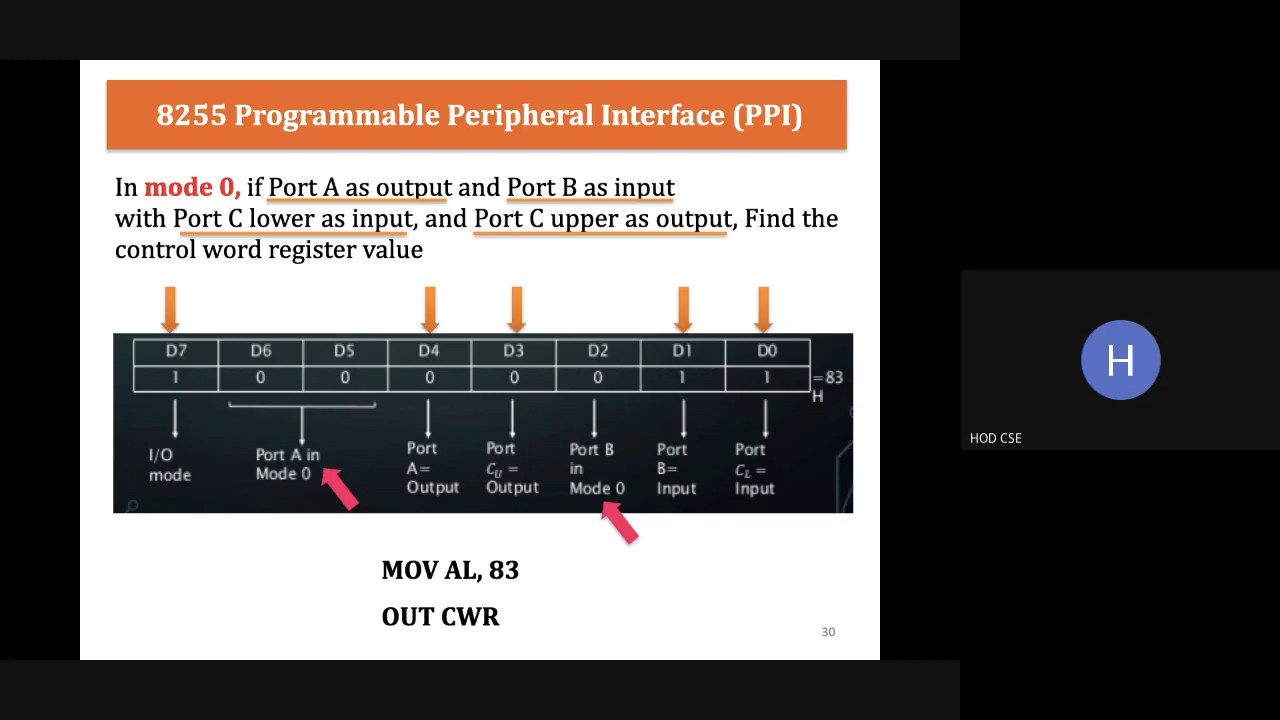 8255 Programmable Peripheral Interface (PPI)
In mode 0, if Port A as output and Port B as input
with Port C lower as input, and Port C upper as output, Find the
control word register value
D7 D6 D5 D4 D3 D2 D1 D0
1 0 0 0 0 0 1 1 =83
H
I/O
mode
Port A in
Mode 0
Port
A=
Output
Port
C_U =
Output
Port B
in
Mode 0
Port
B=
Input
Port
C_L =
Input
MOV AL, 83
OUT CWR
30
H
HOD CSE